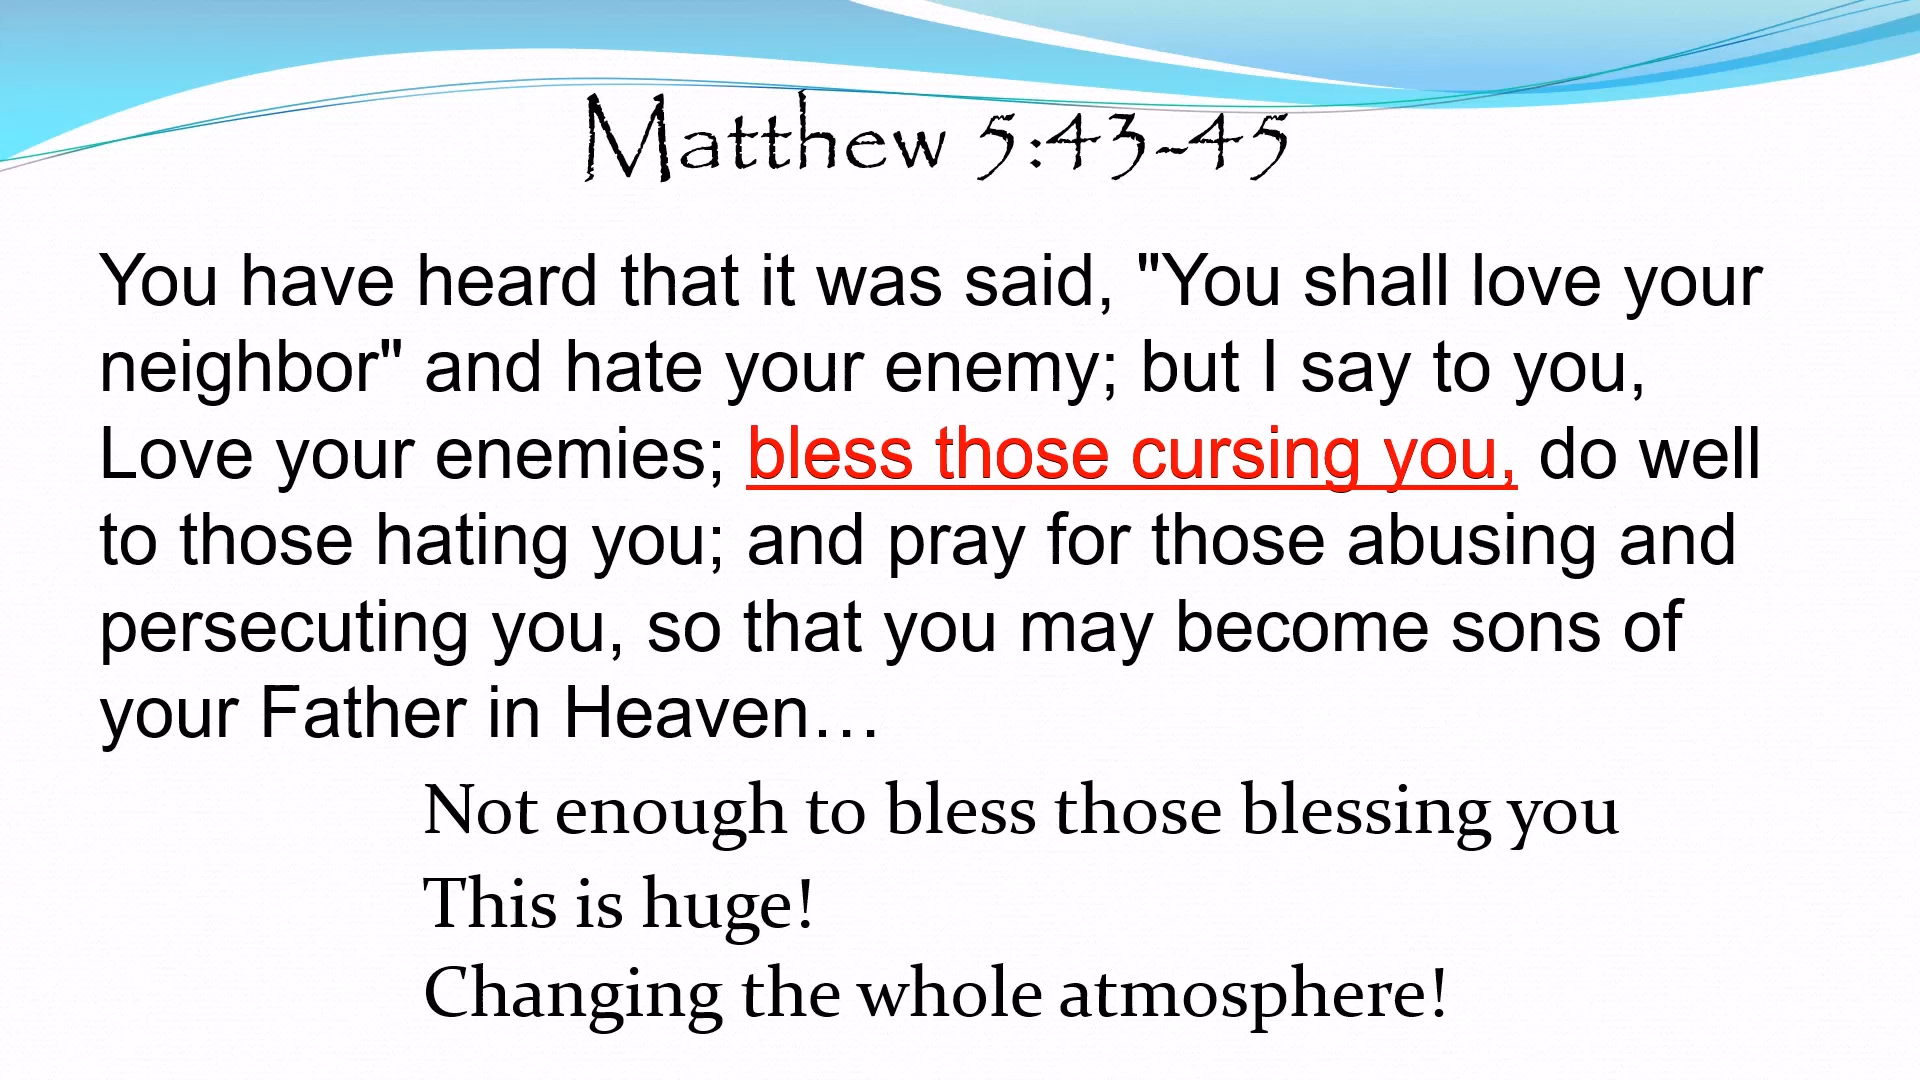 Matthew 5:43-45
You have heard that it was said, "You shall love your
neighbor" and hate your enemy; but I say to you,
Love your enemies; bless those cursing you, do well
to those hating you; and pray for those abusing and
persecuting you, so that you may become sons of
your Father in Heaven…
Not enough to bless those blessing you
This is huge!
Changing the whole atmosphere!